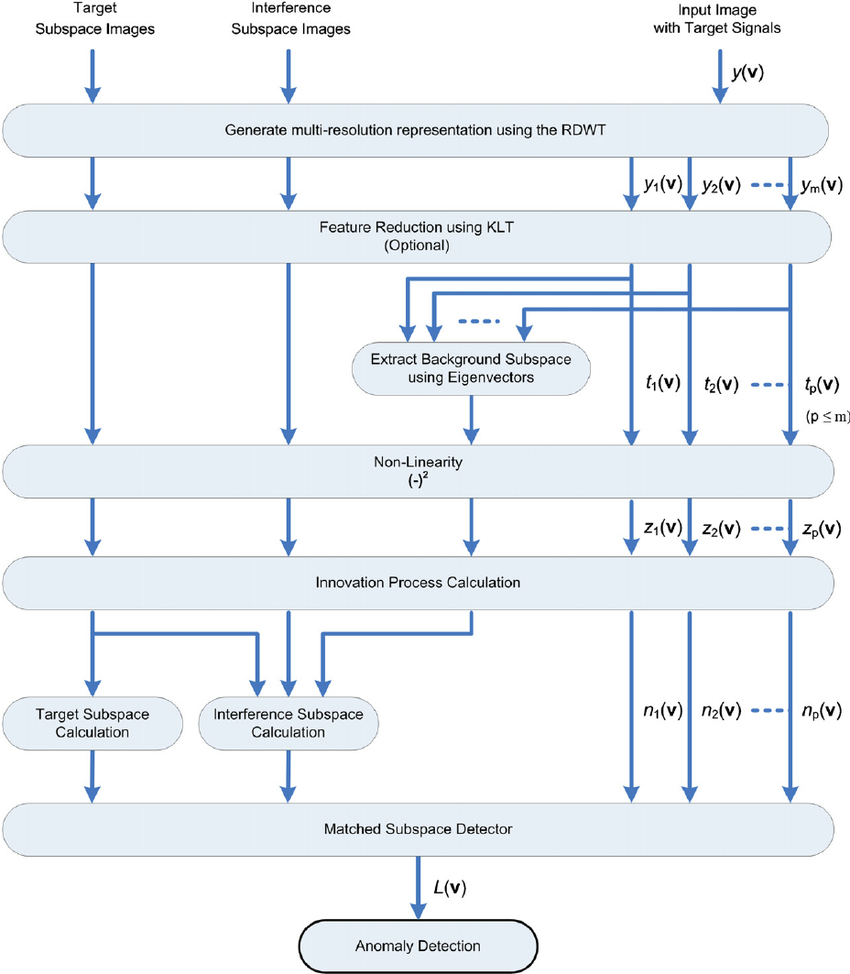 Target
Subspace Images
Interference
Subspace Images
Input Image
with Target Signals
y(v)
Generate multi-resolution representation using the RDWT
y₁(v) y₂(v) yₘ(v)
Feature Reduction using KLT
(Optional)
Extract Background Subspace
using Eigenvectors
t₁(v) t₂(v) tₚ(v)
(p ≤ m)
Non-Linearity
(-)²
z₁(v) z₂(v) zₚ(v)
Innovation Process Calculation
Target Subspace
Calculation
Interference Subspace
Calculation
n₁(v) n₂(v) nₚ(v)
Matched Subspace Detector
L(v)
Anomaly Detection